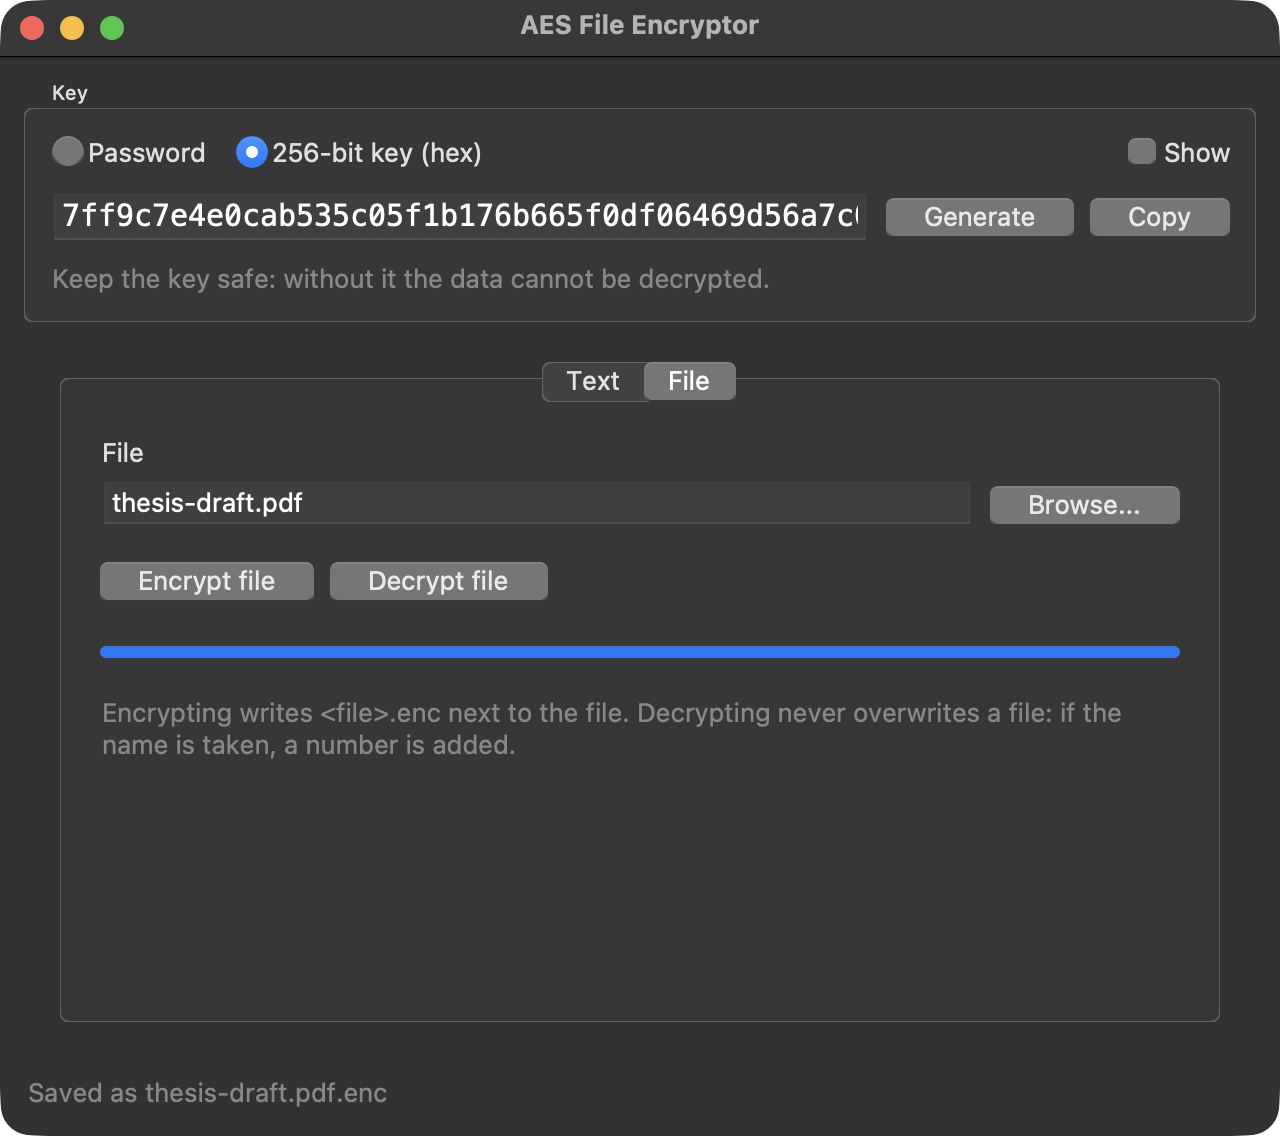 AES File Encryptor
Key
Password
256-bit key (hex)
Show
7ff9c7e4e0cab535c05f1b176b665f0df06469d56a7c
Generate
Copy
Keep the key safe: without it the data cannot be decrypted.
Text
File
File
thesis-draft.pdf
Browse...
Encrypt file
Decrypt file
Encrypting writes <file>.enc next to the file. Decrypting never overwrites a file: if the
name is taken, a number is added.
Saved as thesis-draft.pdf.enc